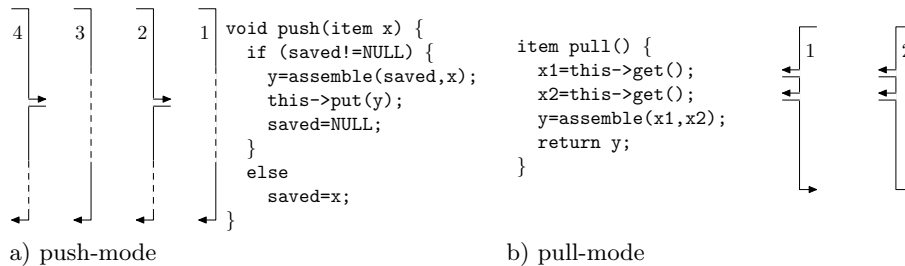 4 3 2 1
void push(item x) {
if (saved!=NULL) {
y=assemble(saved,x);
this->put(y);
saved=NULL;
}
else
saved=x;
}
a) push-mode
item pull() {
x1=this->get();
x2=this->get();
y=assemble(x1,x2);
return y;
}
1 2
b) pull-mode